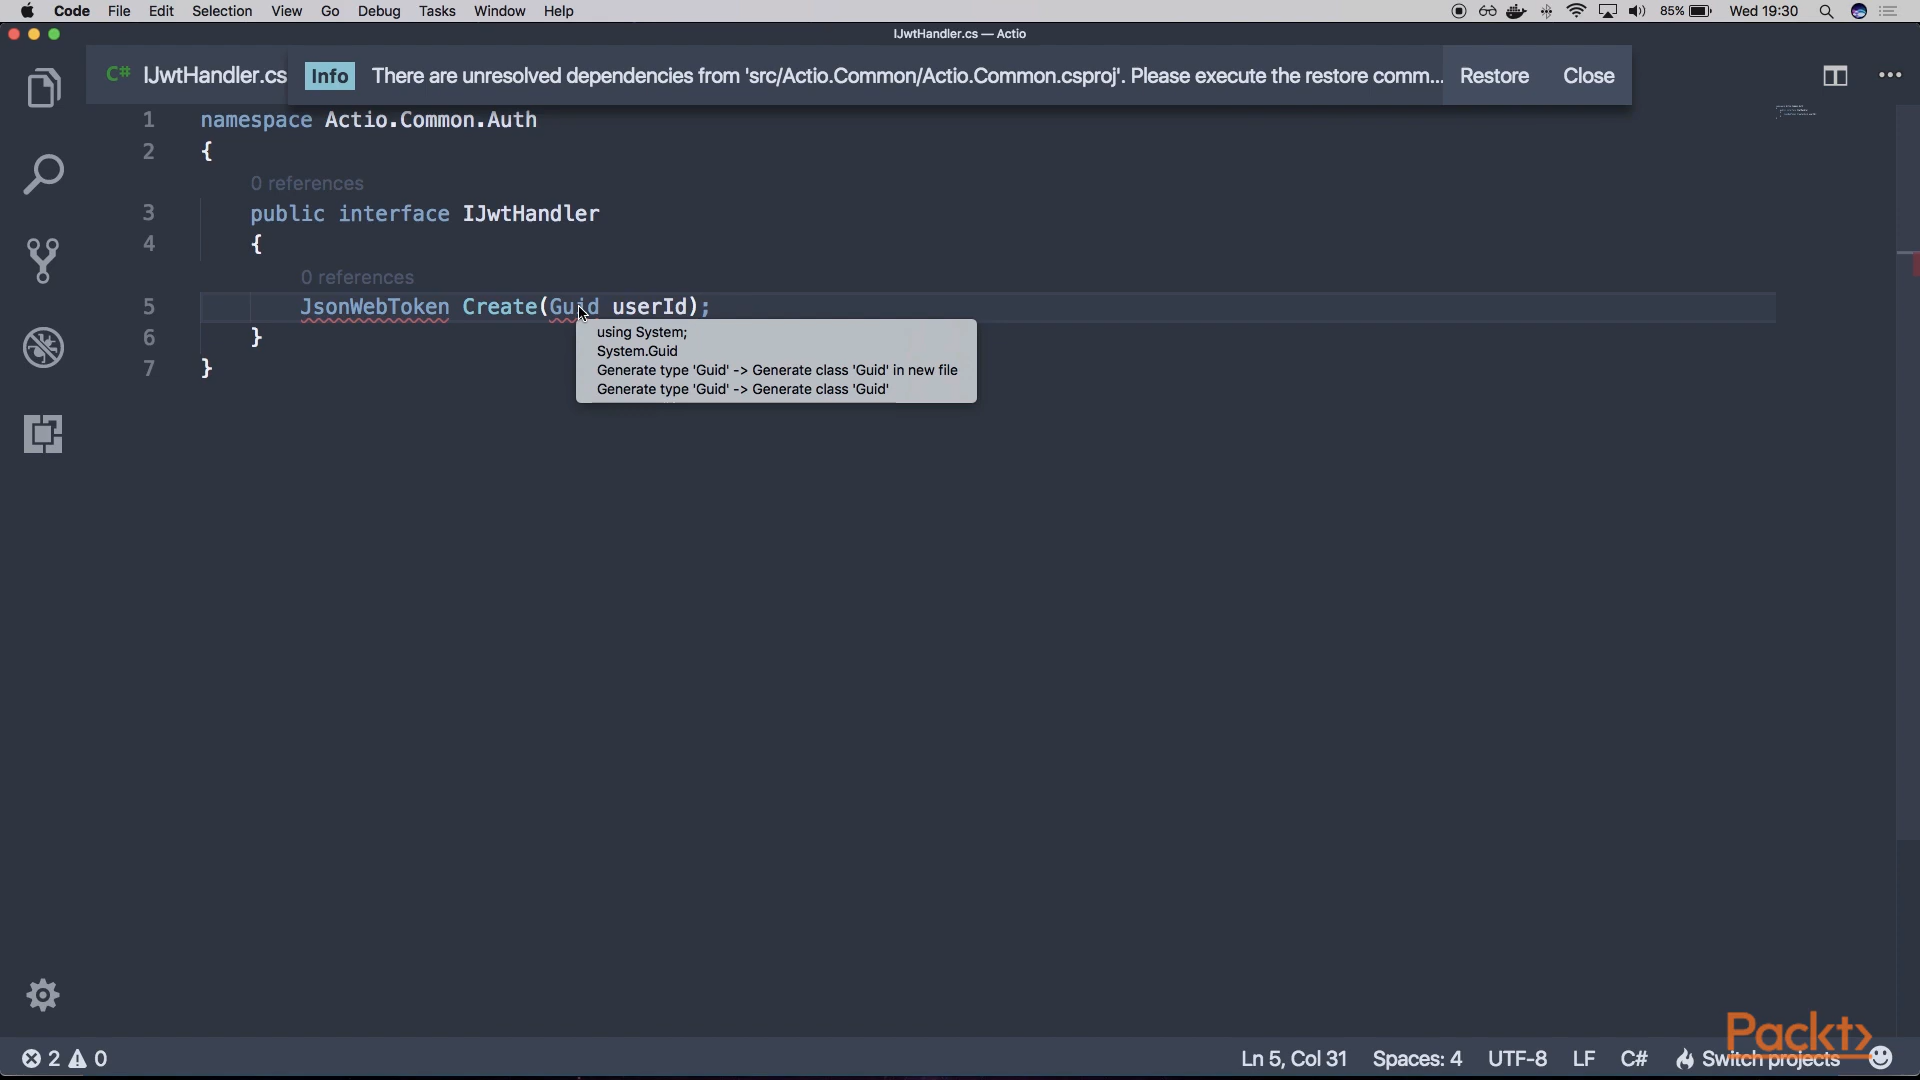 Code File Edit Selection View Go Debug Tasks Window Help 85% Wed 19:30
IJwtHandler.cs — Actio
C# IJwtHandler.cs Info There are unresolved dependencies from 'src/Actio.Common/Actio.Common.csproj'. Please execute the restore comm... Restore Close
1 namespace Actio.Common.Auth
2 {
0 references
3 public interface IJwtHandler
4 {
0 references
5 JsonWebToken Create(Guid userId);
6 }
7 }
using System;
System.Guid
Generate type 'Guid' -> Generate class 'Guid' in new file
Generate type 'Guid' -> Generate class 'Guid'
Packt>
2 0 Ln 5, Col 31 Spaces: 4 UTF-8 LF C# Switch projects